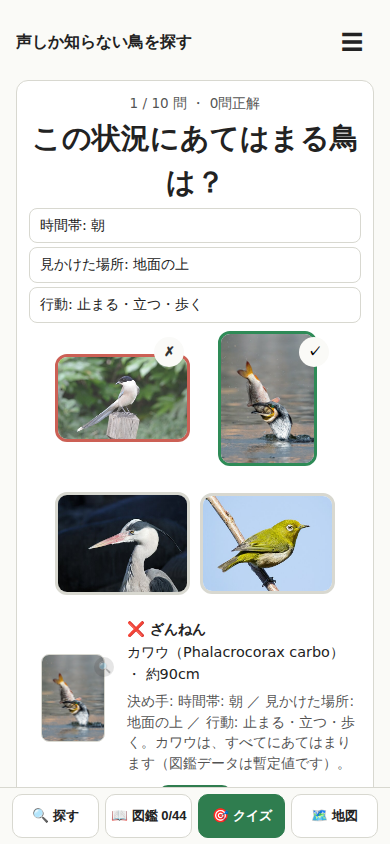 声しか知らない鳥を探す
1 / 10 問 ・ 0問正解
この状況にあてはまる鳥
は？
時間帯: 朝
見かけた場所: 地面の上
行動: 止まる・立つ・歩く
✗
✓
❌ ざんねん
カワウ（Phalacrocorax carbo）
・ 約90cm
決め手: 時間帯: 朝 ／ 見かけた場所:
地面の上 ／ 行動: 止まる・立つ・歩
く。カワウは、すべてにあてはまり
ます（図鑑データは暫定値です）。
🔍 探す
📖 図鑑 0/44
🎯 クイズ
🗺️ 地図